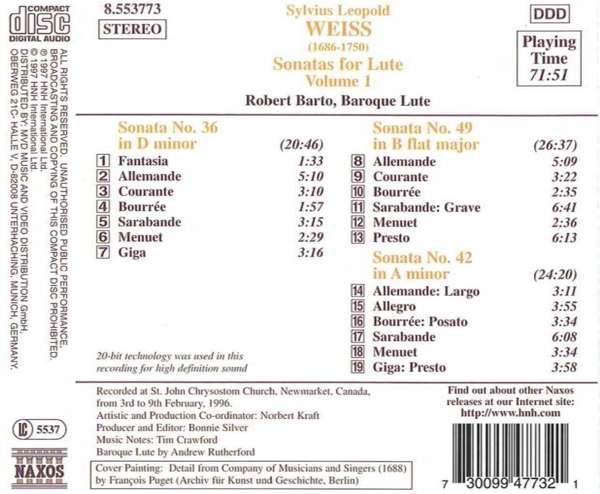 COMPACT
disc
DIGITAL AUDIO
8.553773
STEREO
Sylvius Leopold
WEISS
(1686-1750)
Sonatas for Lute
Volume 1
Robert Barto, Baroque Lute
DDD
Playing
Time
71:51
Sonata No. 36
in D minor (20:46)
1 Fantasia 1:33
2 Allemande 5:10
3 Courante 3:10
4 Bourrée 1:57
5 Sarabande 3:15
6 Menuet 2:29
7 Giga 3:16
Sonata No. 49
in B flat major (26:37)
8 Allemande 5:09
9 Courante 3:22
10 Bourrée 2:35
11 Sarabande: Grave 6:41
12 Menuet 2:36
13 Presto 6:13
Sonata No. 42
in A minor (24:20)
14 Allemande: Largo 3:11
15 Allegro 3:55
16 Bourrée: Posato 3:34
17 Sarabande 6:08
18 Menuet 3:34
19 Giga: Presto 3:58
20-bit technology was used in this
recording for high definition sound
Recorded at St. John Chrysostom Church, Newmarket, Canada,
from 3rd to 9th February, 1996.
Artistic and Production Co-ordinator: Norbert Kraft
Producer and Editor: Bonnie Silver
Music Notes: Tim Crawford
Baroque Lute by Andrew Rutherford
Cover Painting: Detail from Company of Musicians and Singers (1688)
by François Puget (Archiv für Kunst und Geschichte, Berlin)
Find out about other Naxos
releases at our Internet site:
http://www.hnh.com
7 30099 47732 1
ALL RIGHTS RESERVED. UNAUTHORISED PUBLIC PERFORMANCE,
BROADCASTING AND COPYING OF THIS COMPACT DISC PROHIBITED.
℗ 1997 HNH International Ltd.
© 1997 HNH International Ltd.
DISTRIBUTED BY: MVD MUSIC AND VIDEO DISTRIBUTION GmbH,
OBERWEG 21C- HALLE V, D-82008 UNTERHACHING, MUNICH, GERMANY.
LC 5537
NAXOS